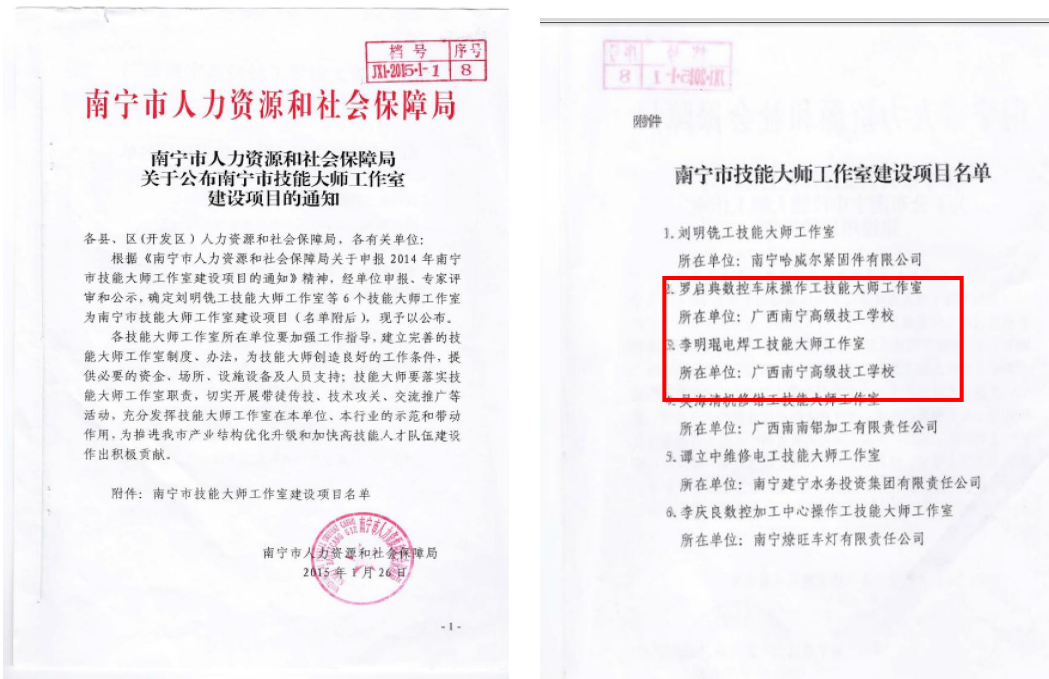 档号 序号
JX1-2015-1-1 8
南宁市人力资源和社会保障局
南宁市人力资源和社会保障局
关于公布南宁市技能大师工作室
建设项目的通知
各县、区(开发区)人力资源和社会保障局，各有关单位：
根据《南宁市人力资源和社会保障局关于申报2014年南宁
市技能大师工作室建设项目的通知》精神，经单位申报、专家评
审和公示，确定刘明铣工技能大师工作室等6个技能大师工作室
为南宁市技能大师工作室建设项目（名单附后），现予以公布。
各技能大师工作室所在单位要加强工作指导，建立完善的技
能大师工作室制度、办法，为技能大师创造良好的工作条件，提
供必要的资金、场所、设施设备及人员支持；技能大师要落实技
能大师工作室职责，切实开展带徒传技、技术攻关、交流推广等
活动，充分发挥技能大师工作室在本单位、本行业的示范和带动
作用，为推进我市产业结构优化升级和加快高技能人才队伍建设
作出积极贡献。
附件：南宁市技能大师工作室建设项目名单
南宁市人力资源和社会保障局
2015年1月26日
-1-
附件
南宁市技能大师工作室建设项目名单
1.刘明铣工技能大师工作室
所在单位：南宁哈威尔紧固件有限公司
2.罗启典数控车床操作工技能大师工作室
所在单位：广西南宁高级技工学校
3.李明琨电焊工技能大师工作室
所在单位：广西南宁高级技工学校
4.吴海清机修钳工技能大师工作室
所在单位：广西南南铝加工有限责任公司
5.谭立中维修电工技能大师工作室
所在单位：南宁建宁水务投资集团有限责任公司
6.李庆良数控加工中心操作工技能大师工作室
所在单位：南宁燎旺车灯有限责任公司